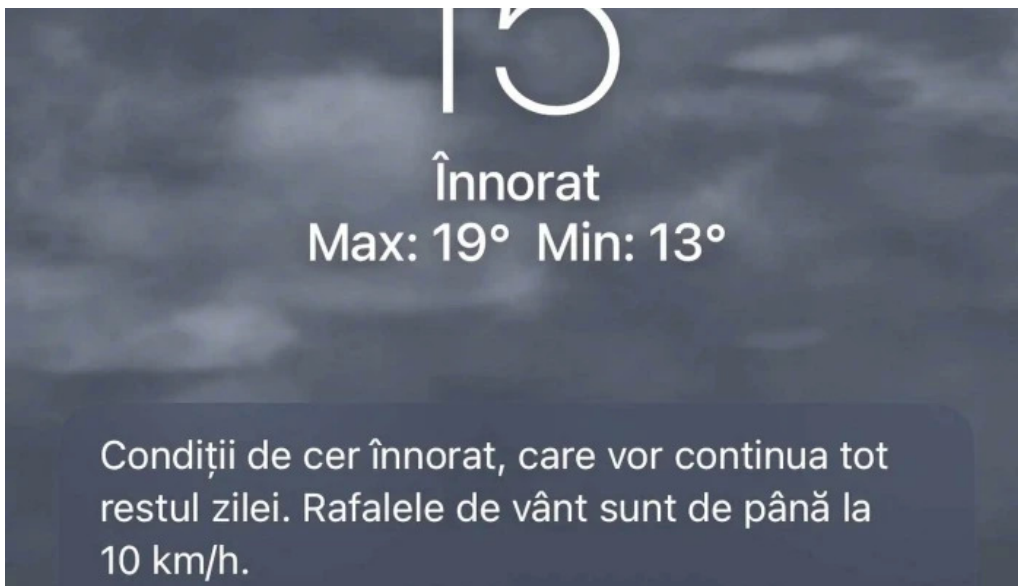 15
Înnorat
Max: 19° Min: 13°
Condiții de cer înnorat, care vor continua tot
restul zilei. Rafalele de vânt sunt de până la
10 km/h.